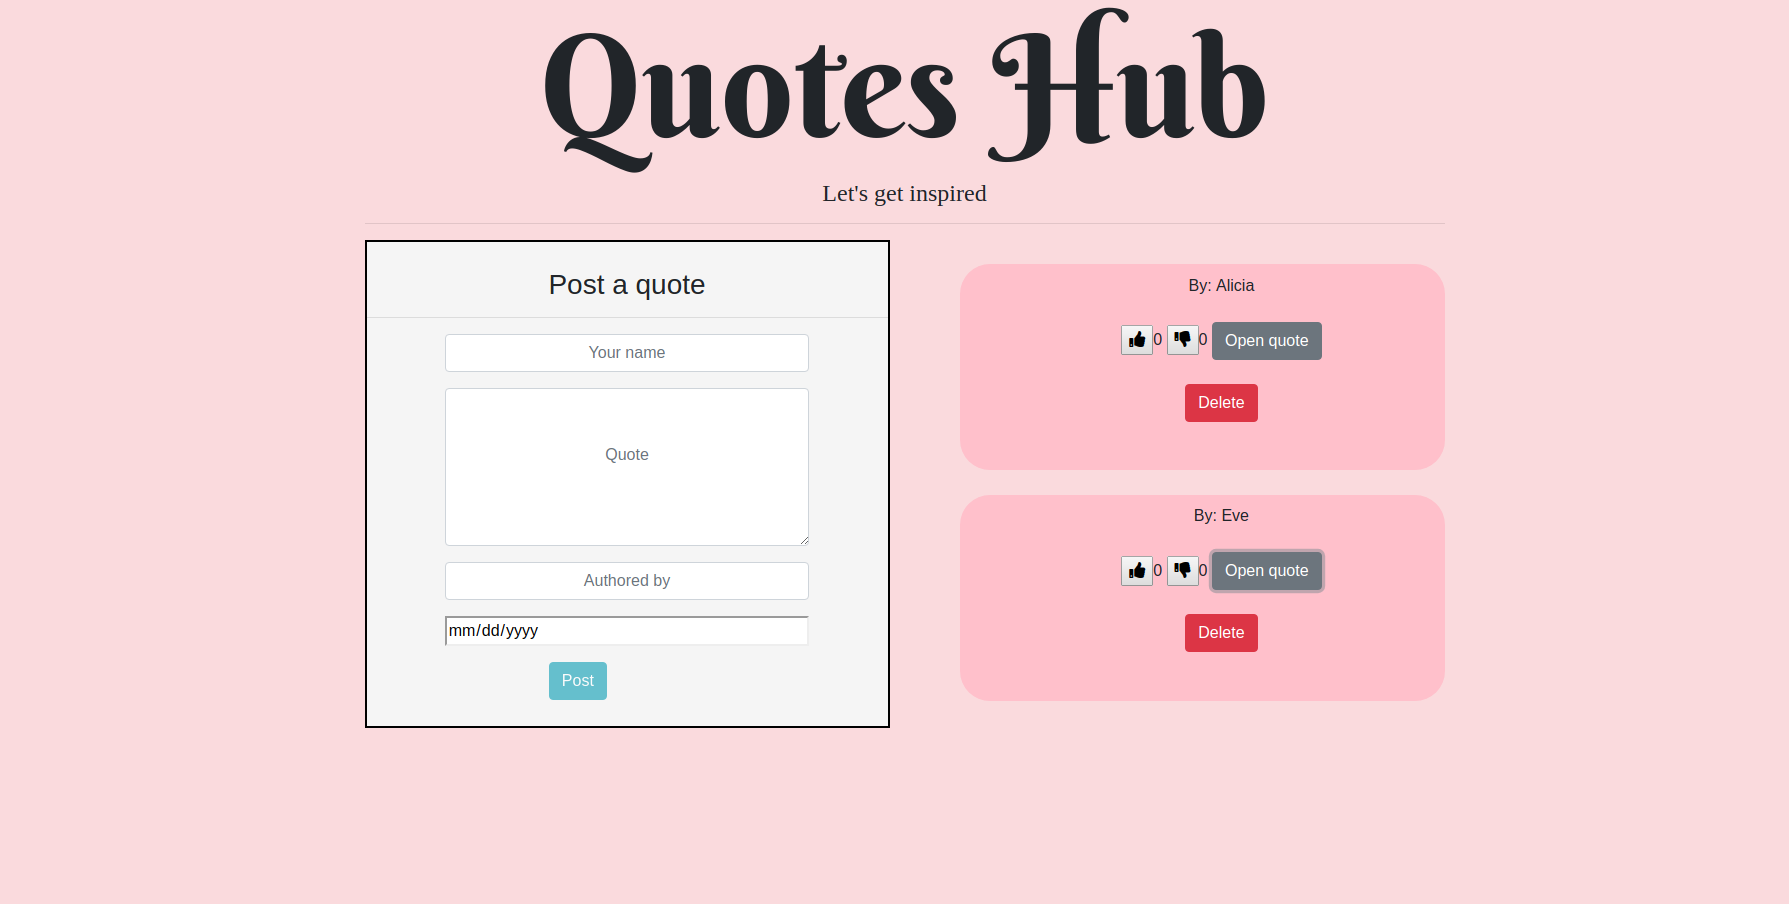 Quotes Hub
Let's get inspired
Post a quote
Your name
Quote
Authored by
mm/dd/yyyy
Post
By: Alicia
0 0 Open quote
Delete
By: Eve
0 0 Open quote
Delete